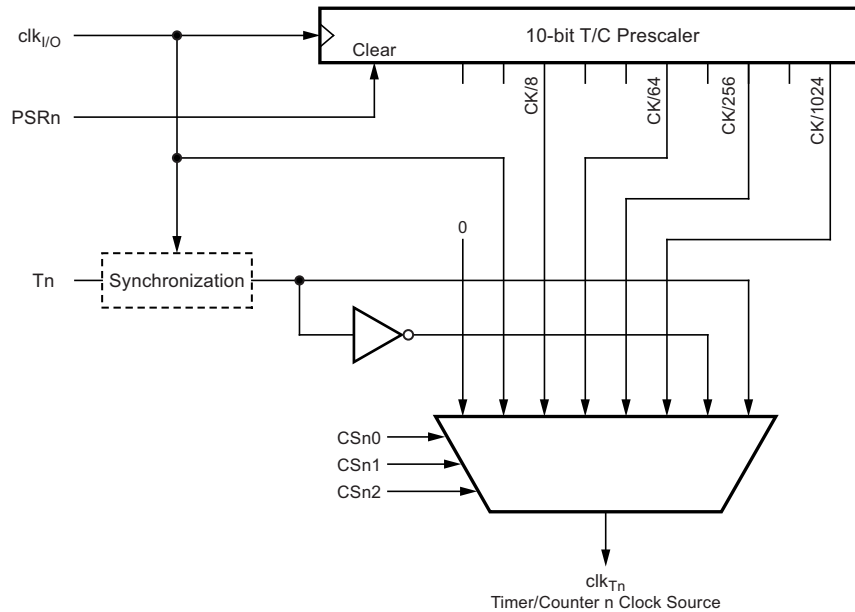 clkI/O
10-bit T/C Prescaler
Clear
PSRn
CK/8
CK/64
CK/256
CK/1024
0
Tn
Synchronization
CSn0
CSn1
CSn2
clkTn
Timer/Counter n Clock Source